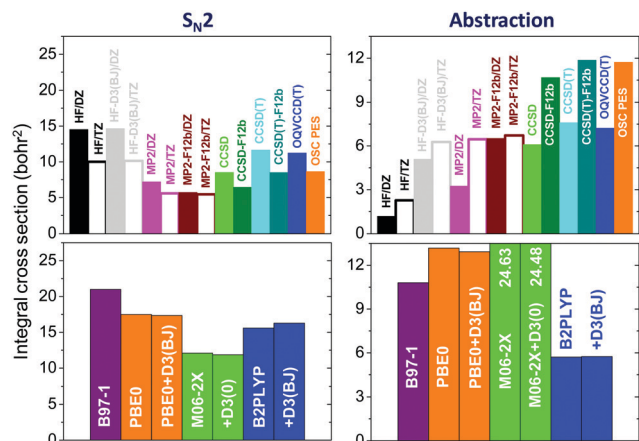 S_N2
Abstraction
Integral cross section (bohr²)
30
25
20
15
10
5
0
HF/DZ
HF/TZ
HF-D3(BJ)/DZ
HF-D3(BJ)/TZ
MP2/DZ
MP2/TZ
MP2-F12b/DZ
MP2-F12b/TZ
CCSD
CCSD-F12b
CCSD(T)
CCSD(T)-F12b
OQVCCD(T)
OSC PES
12
9
6
3
0
HF/DZ
HF/TZ
HF-D3(BJ)/DZ
HF-D3(BJ)/TZ
MP2/DZ
MP2/TZ
MP2-F12b/DZ
MP2-F12b/TZ
CCSD
CCSD-F12b
CCSD(T)
CCSD(T)-F12b
OQVCCD(T)
OSC PES
25
20
15
10
5
0
B97-1
PBE0
PBE0+D3(BJ)
M06-2X
+D3(0)
B2PLYP
+D3(BJ)
12
9
6
3
0
B97-1
PBE0
PBE0+D3(BJ)
M06-2X 24.63
M06-2X+D3(0) 24.48
B2PLYP
+D3(BJ)